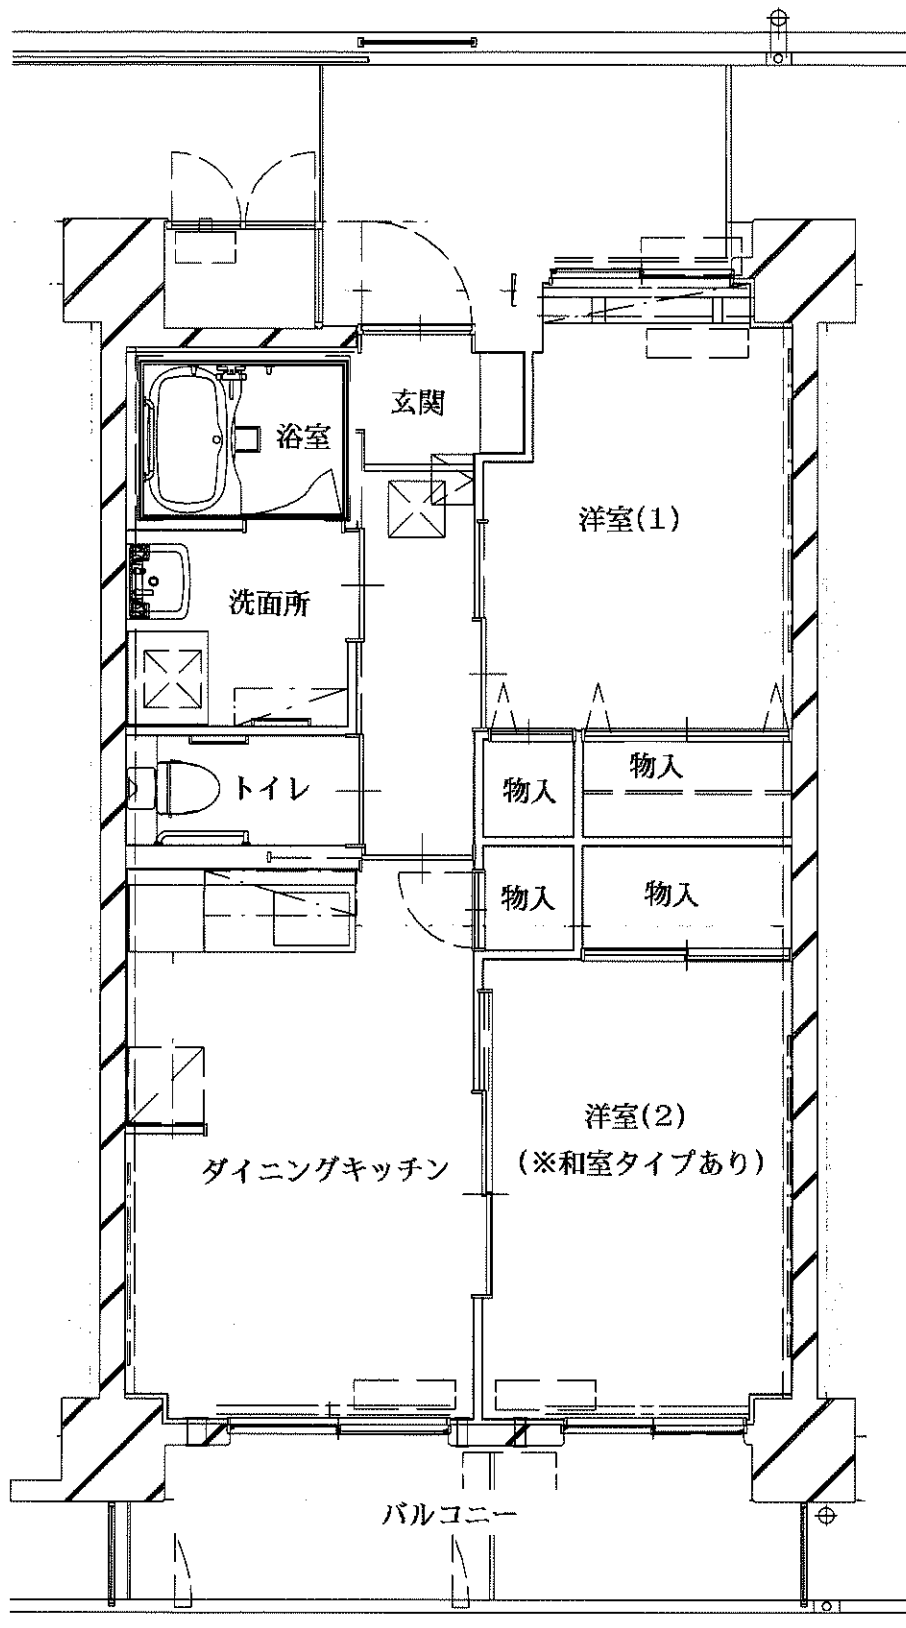 玄関
浴室
洋室(1)
洗面所
物入
トイレ
物入
物入
物入
洋室(2)
(※和室タイプあり)
ダイニングキッチン
バルコニー